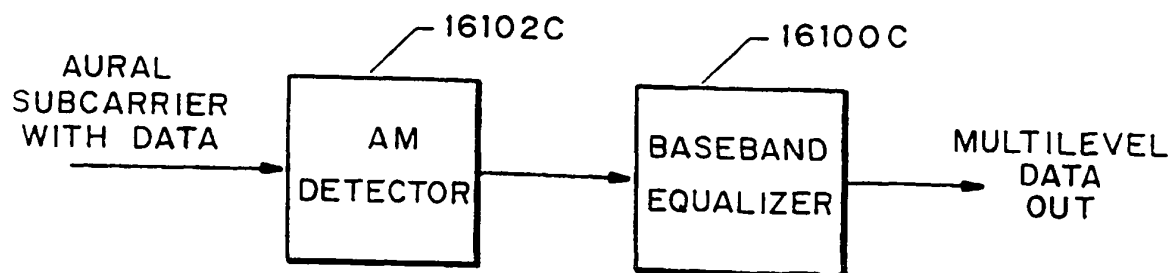 16102C
16100C
AURAL
SUBCARRIER
WITH DATA
AM
DETECTOR
BASEBAND
EQUALIZER
MULTILEVEL
DATA
OUT